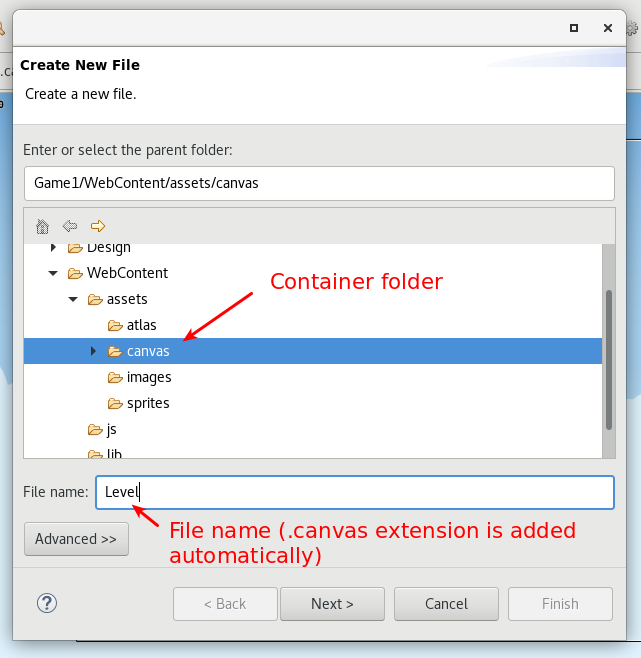 Create New File
Create a new file.
Enter or select the parent folder:
Game1/WebContent/assets/canvas
Design
WebContent
Container folder
assets
atlas
canvas
images
sprites
js
lib
File name: Level
File name (.canvas extension is added
automatically)
Advanced >>
< Back Next > Cancel Finish